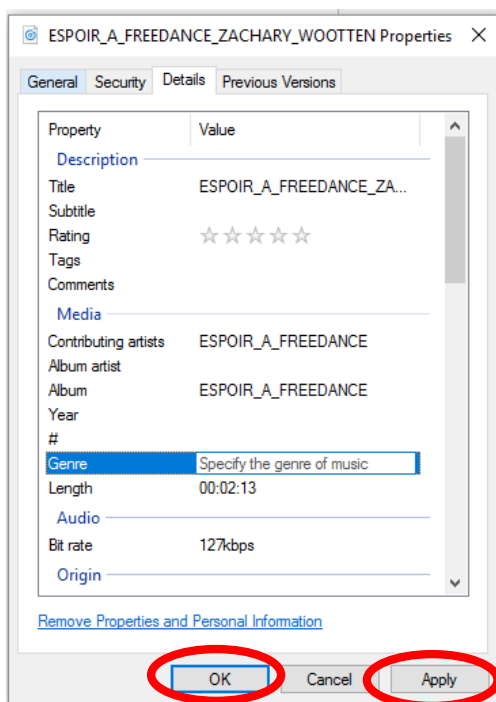 ESPOIR_A_FREEDANCE_ZACHARY_WOOTTEN Properties
General Security Details Previous Versions
Property Value
Description
Title ESPOIR_A_FREEDANCE_ZA...
Subtitle
Rating
Tags
Comments
Media
Contributing artists ESPOIR_A_FREEDANCE
Album artist
Album ESPOIR_A_FREEDANCE
Year
#
Genre Specify the genre of music
Length 00:02:13
Audio
Bit rate 127kbps
Origin
Remove Properties and Personal Information
OK Cancel Apply